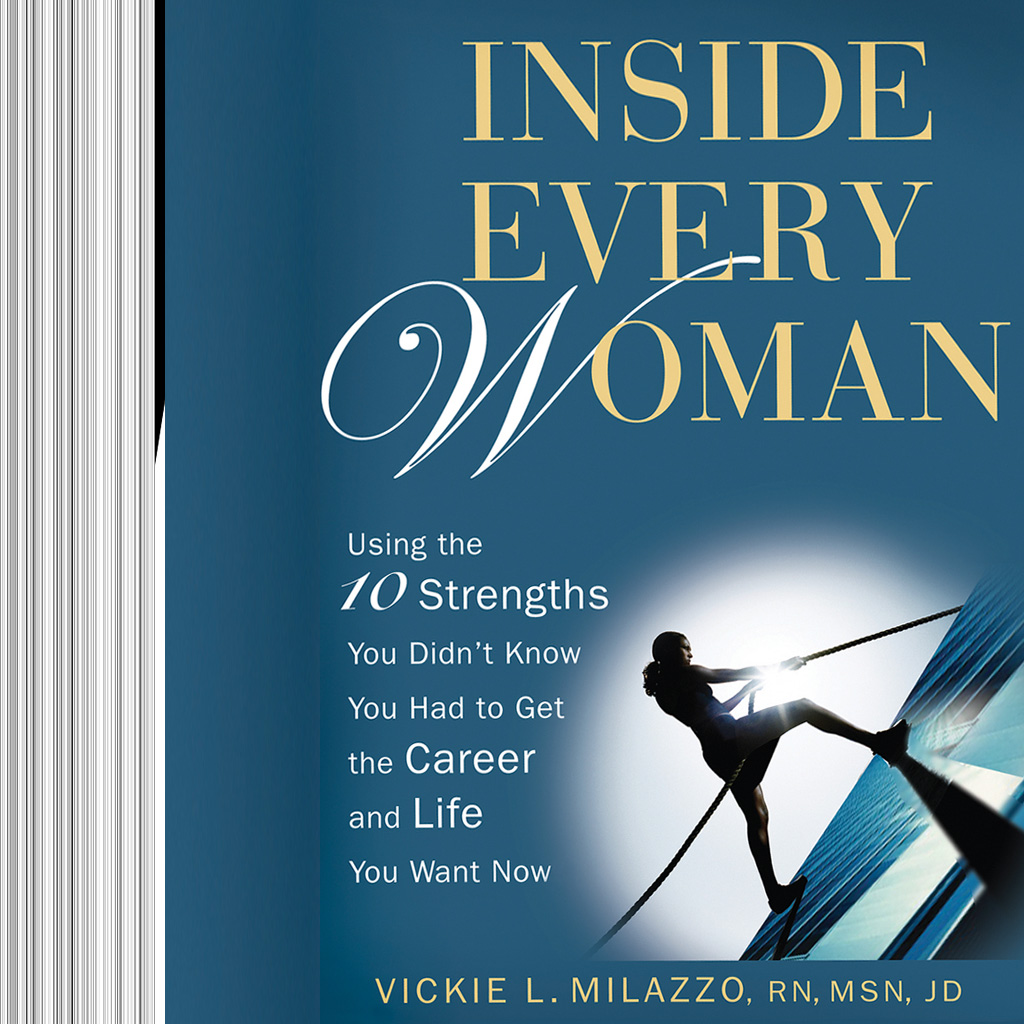 INSIDE
EVERY
WOMAN
Using the
10 Strengths
You Didn't Know
You Had to Get
the Career
and Life
You Want Now
VICKIE L. MILAZZO, RN, MSN, JD